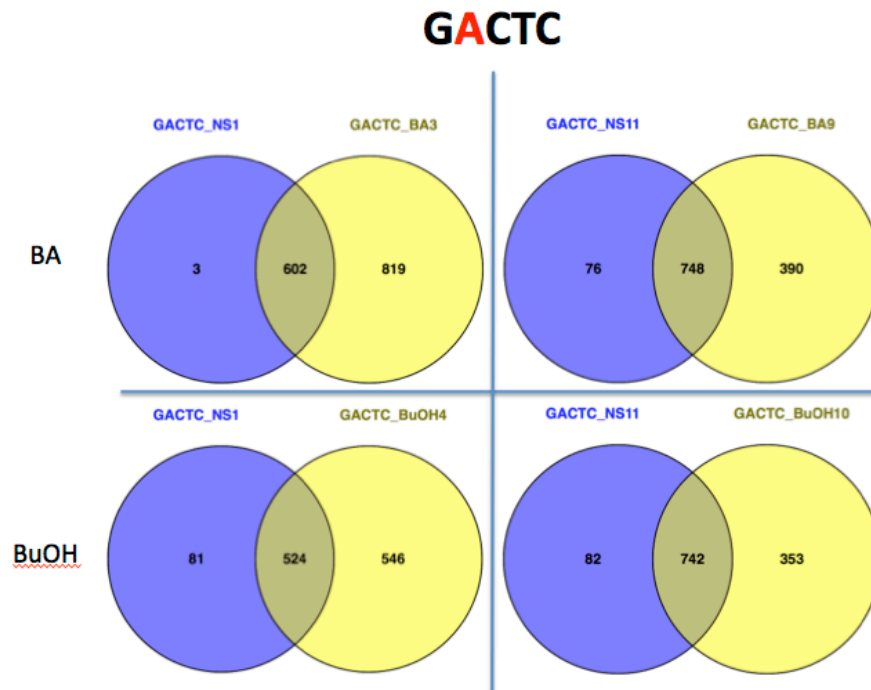 GACTC
GACTC_NS1 GACTC_BA3 GACTC_NS11 GACTC_BA9
BA 3 602 819 76 748 390
GACTC_NS1 GACTC_BuOH4 GACTC_NS11 GACTC_BuOH10
BuOH 81 524 546 82 742 353